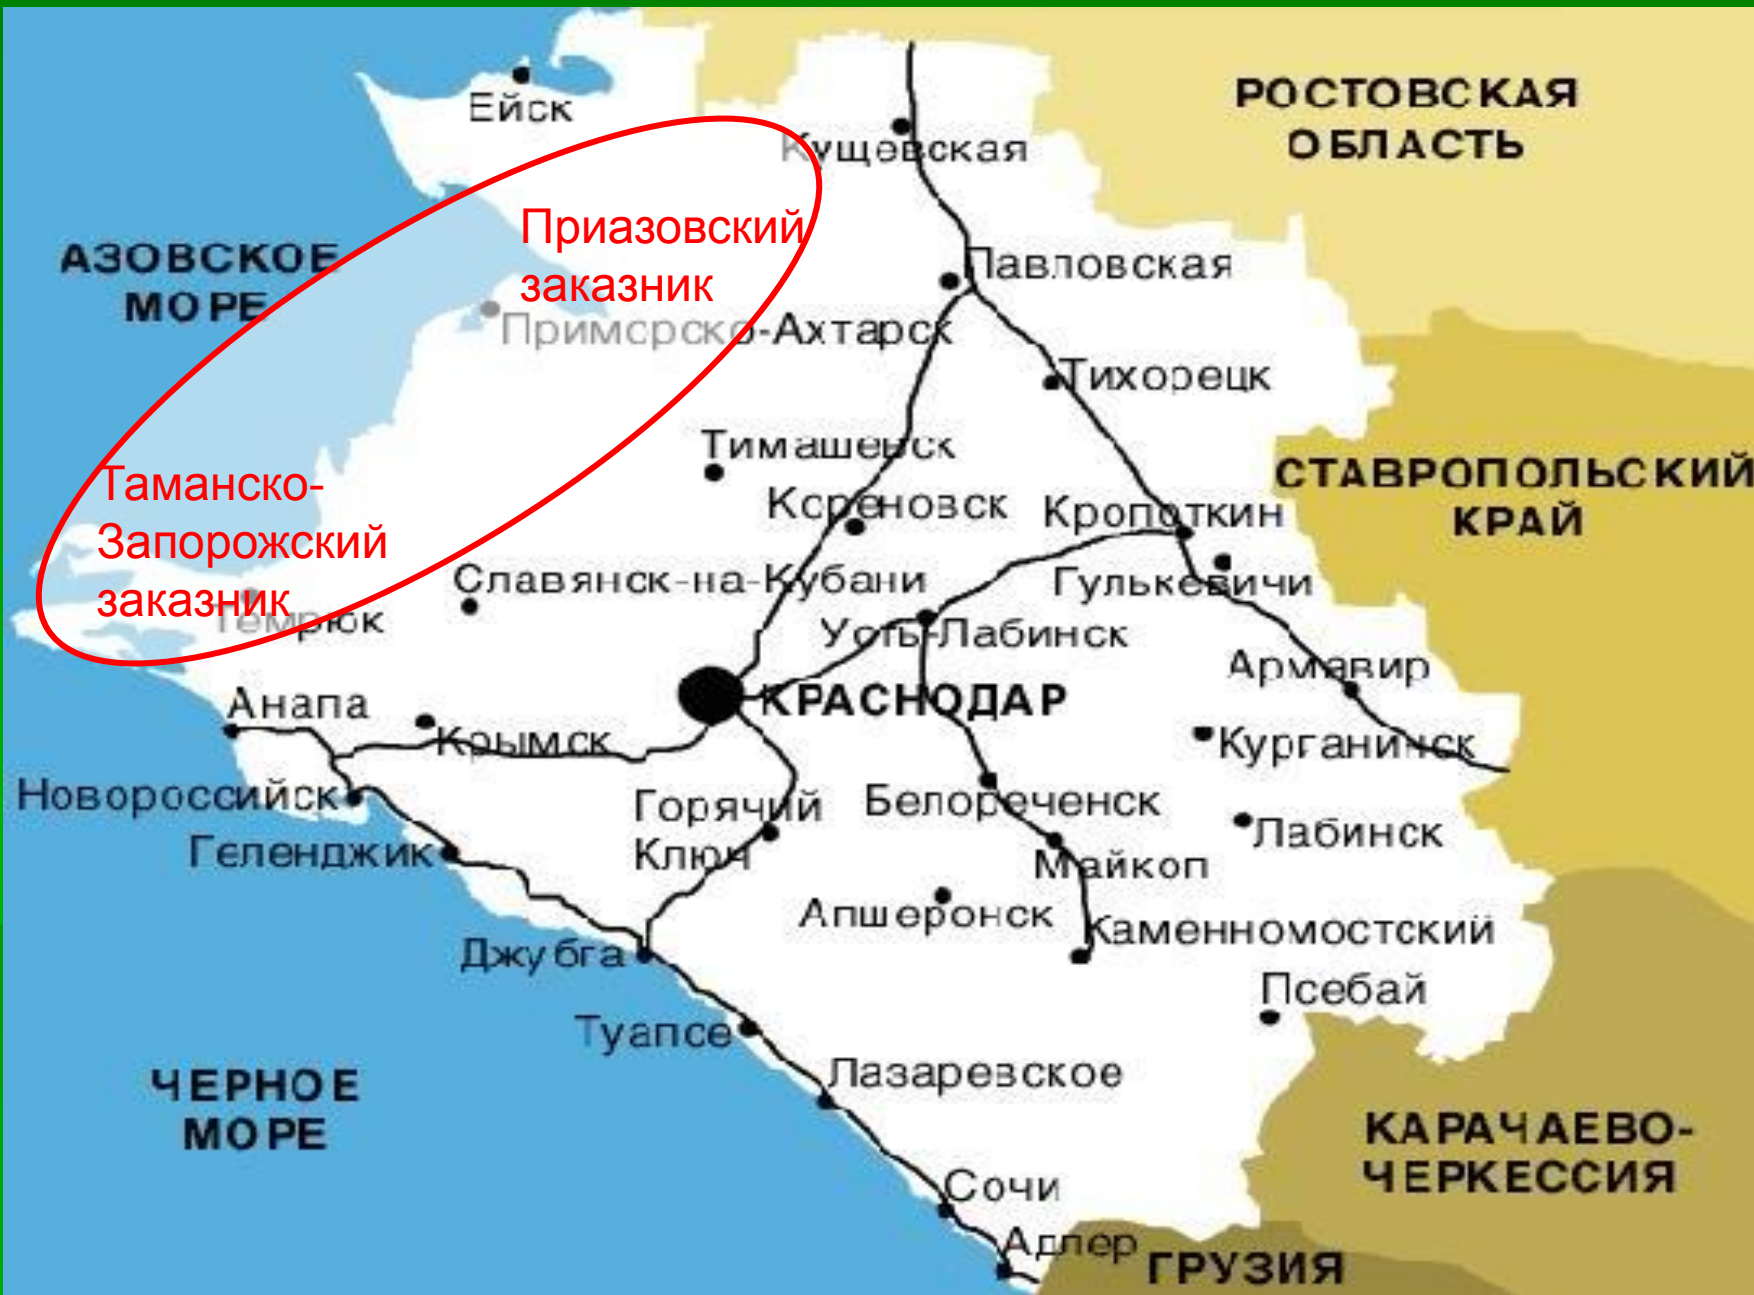 Ейск
Кущевская
РОСТОВСКАЯ
ОБЛАСТЬ
АЗОВСКОЕ
МОРЕ
Приазовский
заказник
Приморско-Ахтарск
Павловская
Тихорецк
Тимашевск
Кореновск
Кропоткин
СТАВРОПОЛЬСКИЙ
КРАЙ
Таманско-
Запорожский
заказник
Темрюк
Славянск-на-Кубани
Гулькевичи
Усть-Лабинск
Армавир
Анапа
КРАСНОДАР
Крымск
Курганинск
Новороссийск
Горячий
Ключ
Белореченск
Лабинск
Геленджик
Майкоп
Апшеронск
Каменномостский
Джубга
Псебай
Туапсе
Лазаревское
ЧЕРНОЕ
МОРЕ
КАРАЧАЕВО-
ЧЕРКЕССИЯ
Сочи
Адлер
ГРУЗИЯ